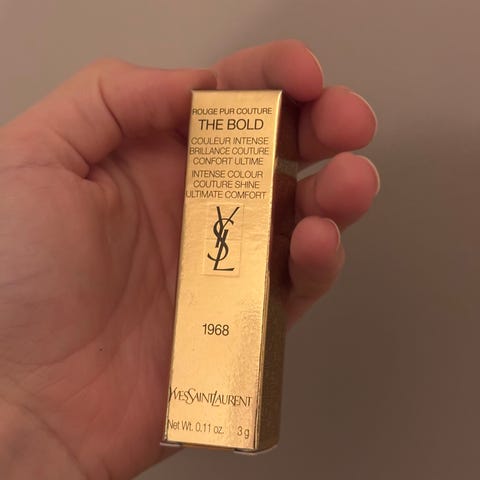 ROUGE PUR COUTURE
THE BOLD
COULEUR INTENSE
BRILLANCE COUTURE
CONFORT ULTIME
INTENSE COLOUR
COUTURE SHINE
ULTIMATE COMFORT
YSL
1968
YVESSAINTLAURENT
Net Wt. 0.11 oz. 3 g